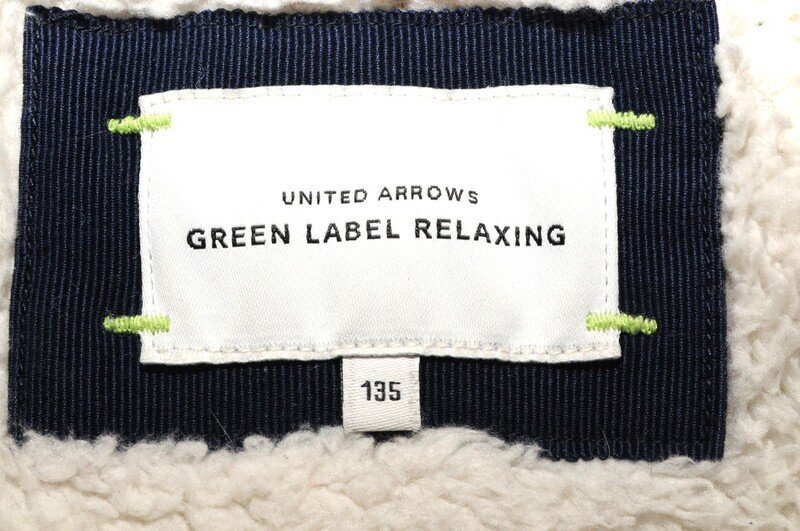 UNITED ARROWS
GREEN LABEL RELAXING
135